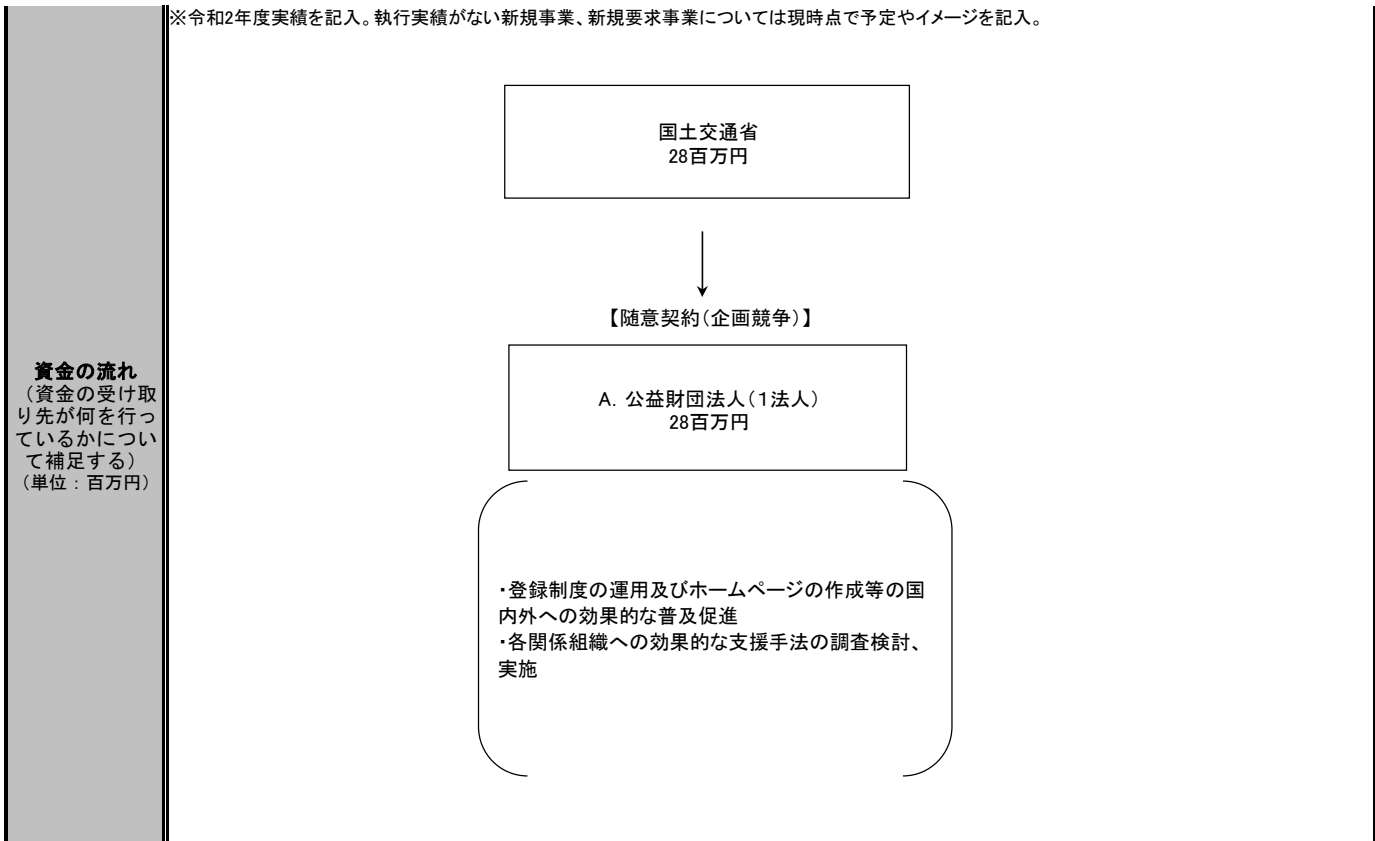 ※令和2年度実績を記入。執行実績がない新規事業、新規要求事業については現時点で予定やイメージを記入。
国土交通省
28百万円
【随意契約(企画競争)】
A. 公益財団法人(1法人)
28百万円
・登録制度の運用及びホームページの作成等の国
内外への効果的な普及促進
・各関係組織への効果的な支援手法の調査検討、
実施
資金の流れ
(資金の受け取
り先が何を行っ
ているかについ
て補足する)
(単位:百万円)